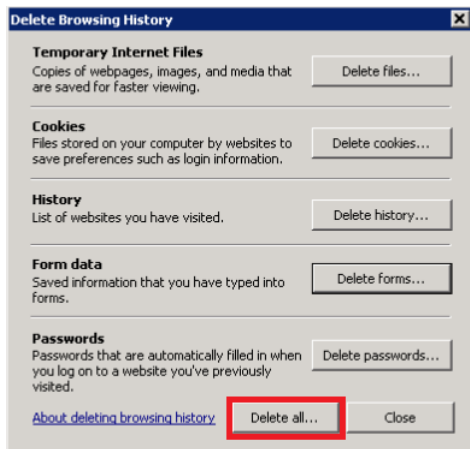 Delete Browsing History
Temporary Internet Files
Copies of webpages, images, and media that
are saved for faster viewing.
Delete files...
Cookies
Files stored on your computer by websites to
save preferences such as login information.
Delete cookies...
History
List of websites you have visited.
Delete history...
Form data
Saved information that you have typed into
forms.
Delete forms...
Passwords
Passwords that are automatically filled in when
you log on to a website you've previously
visited.
Delete passwords...
About deleting browsing history
Delete all...
Close